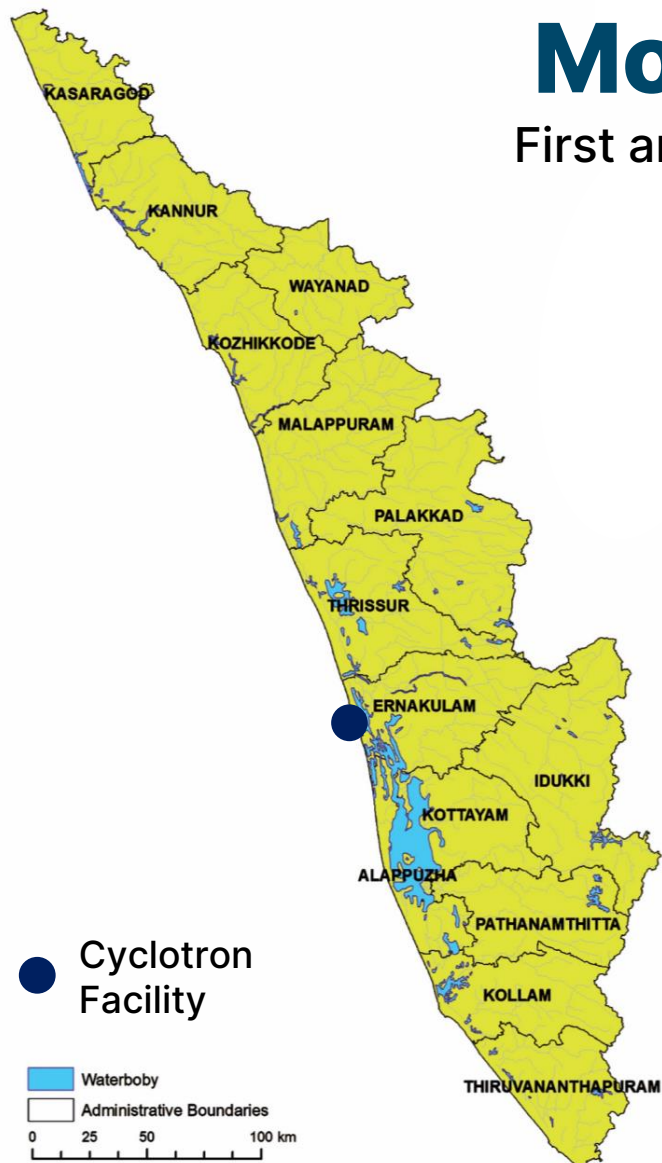 Mo
First ar
KASARAGOD
KANNUR
WAYANAD
KOZHIKKODE
MALAPPURAM
PALAKKAD
THRISSUR
ERNAKULAM
IDUKKI
KOTTAYAM
ALAPPUZHA
PATHANAMTHITTA
KOLLAM
THIRUVANANTHAPURAM
Cyclotron
Facility
Waterboby
Administrative Boundaries
0 25 50 100 km